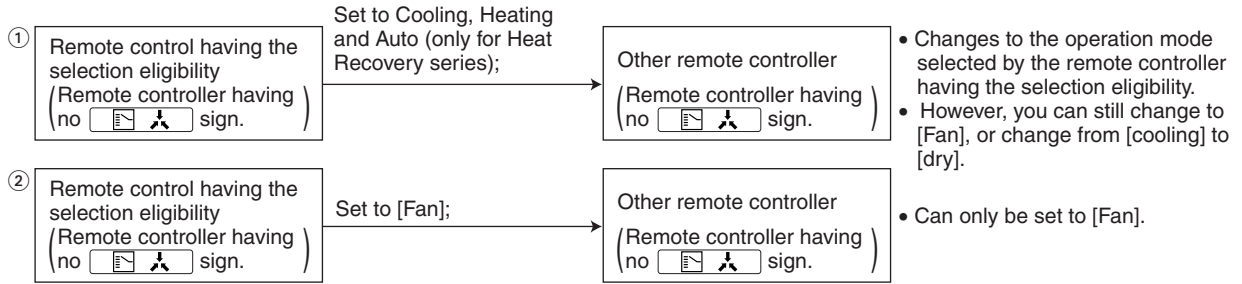 ①
Remote control having the
selection eligibility
(Remote controller having
no sign.)
Set to Cooling, Heating
and Auto (only for Heat
Recovery series);
Other remote controller
(Remote controller having
no sign.)
• Changes to the operation mode
selected by the remote controller
having the selection eligibility.
• However, you can still change to
[Fan], or change from [cooling] to
[dry].
②
Remote control having the
selection eligibility
(Remote controller having
no sign.)
Set to [Fan];
Other remote controller
(Remote controller having
no sign.)
• Can only be set to [Fan].